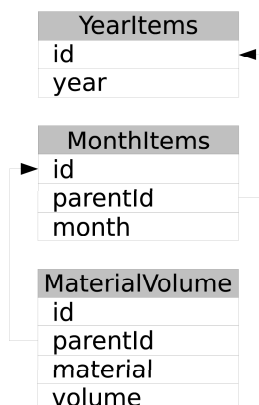 YearItems
id
year
MonthItems
id
parentId
month
MaterialVolume
id
parentId
material
volume